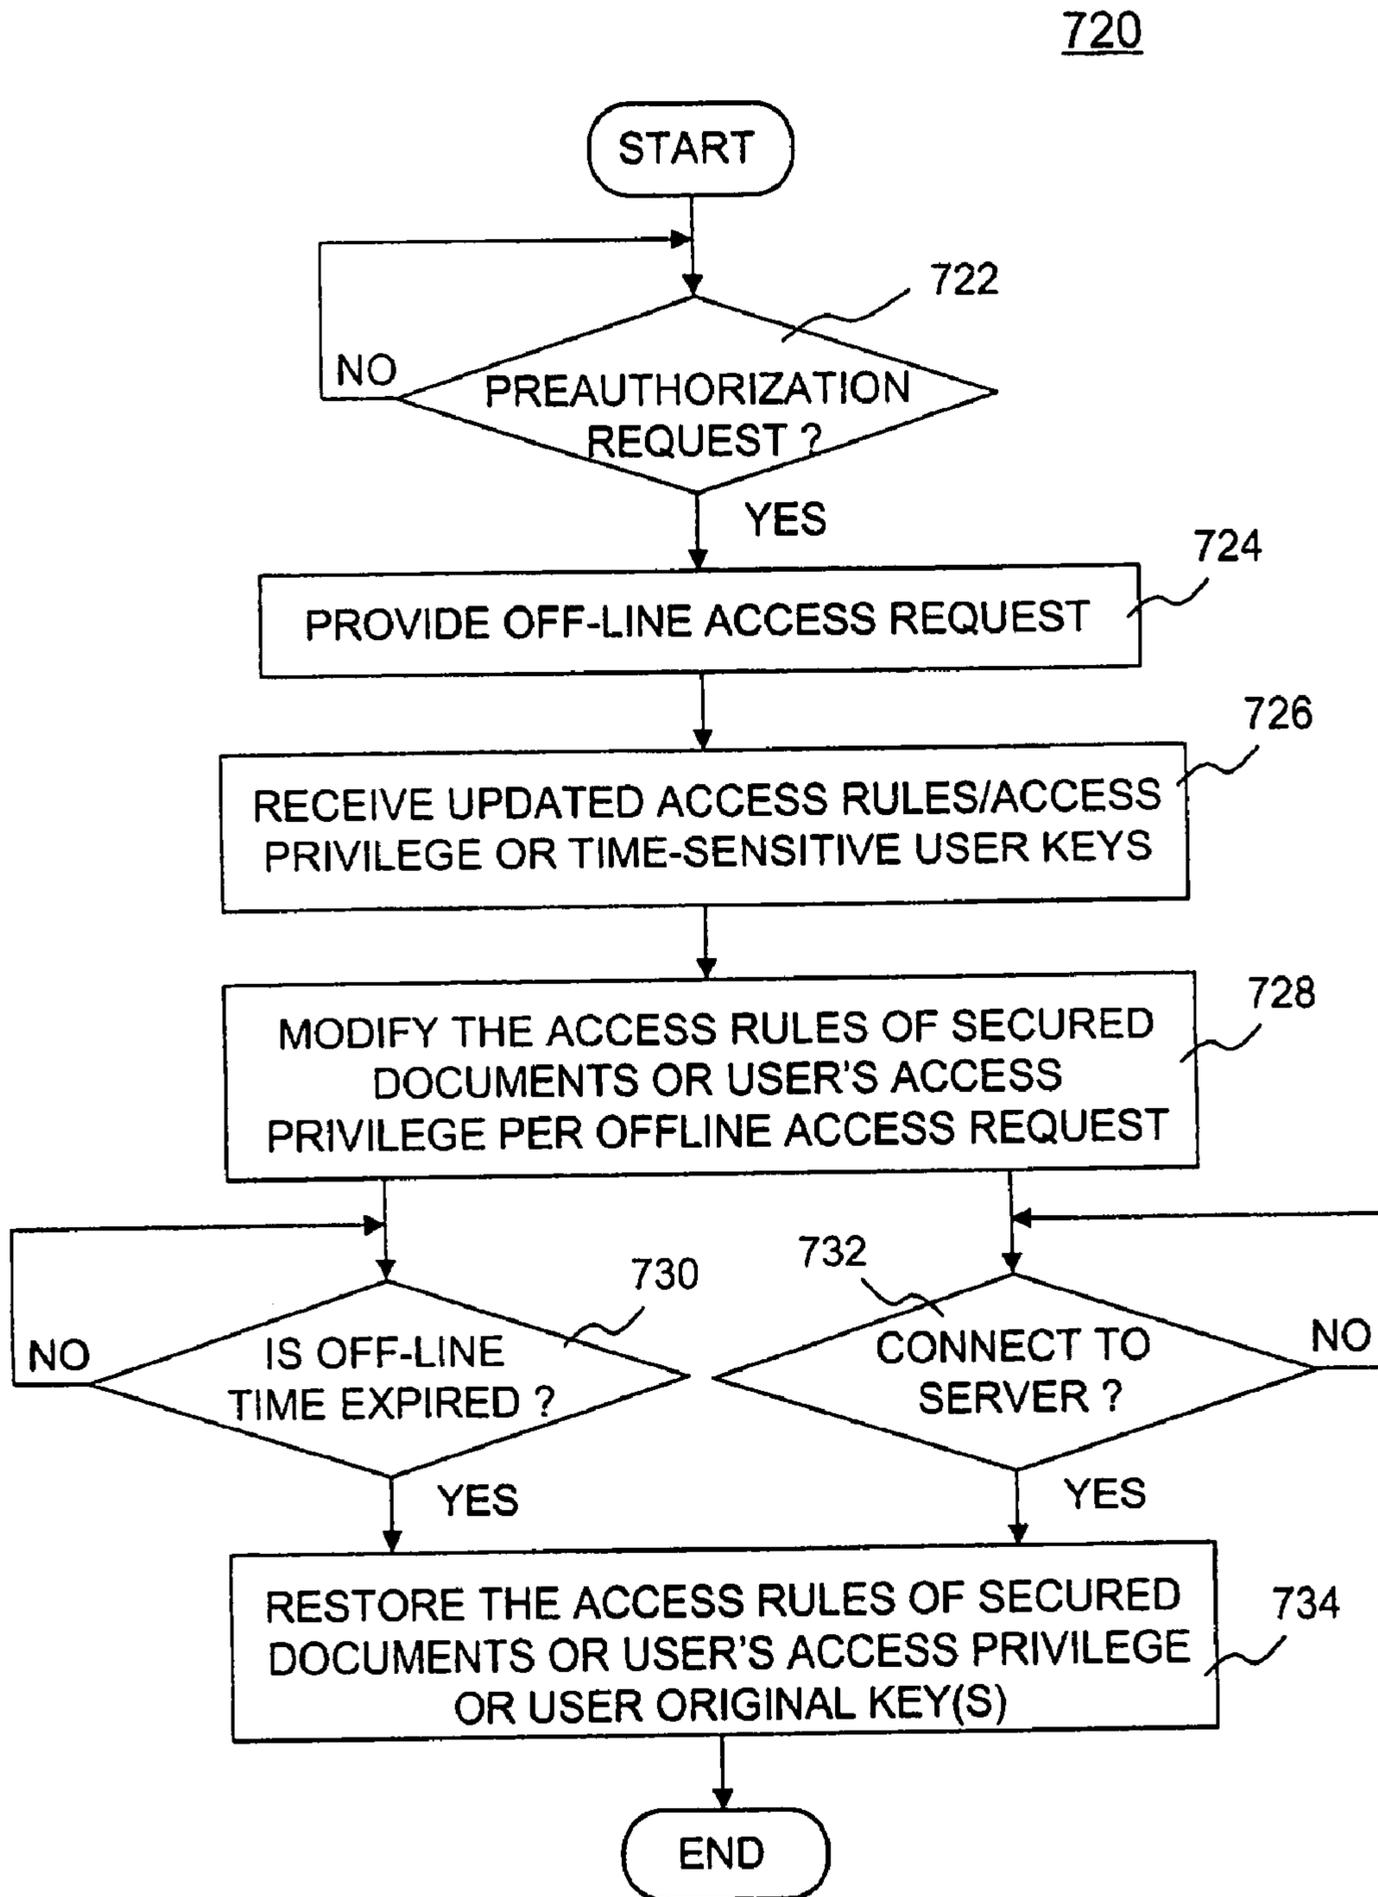 720
START
722
NO
PREAUTHORIZATION
REQUEST ?
YES
724
PROVIDE OFF-LINE ACCESS REQUEST
726
RECEIVE UPDATED ACCESS RULES/ACCESS
PRIVILEGE OR TIME-SENSITIVE USER KEYS
728
MODIFY THE ACCESS RULES OF SECURED
DOCUMENTS OR USER'S ACCESS
PRIVILEGE PER OFFLINE ACCESS REQUEST
730
732
NO
IS OFF-LINE
TIME EXPIRED ?
CONNECT TO
SERVER ?
NO
YES
YES
734
RESTORE THE ACCESS RULES OF SECURED
DOCUMENTS OR USER'S ACCESS PRIVILEGE
OR USER ORIGINAL KEY(S)
END